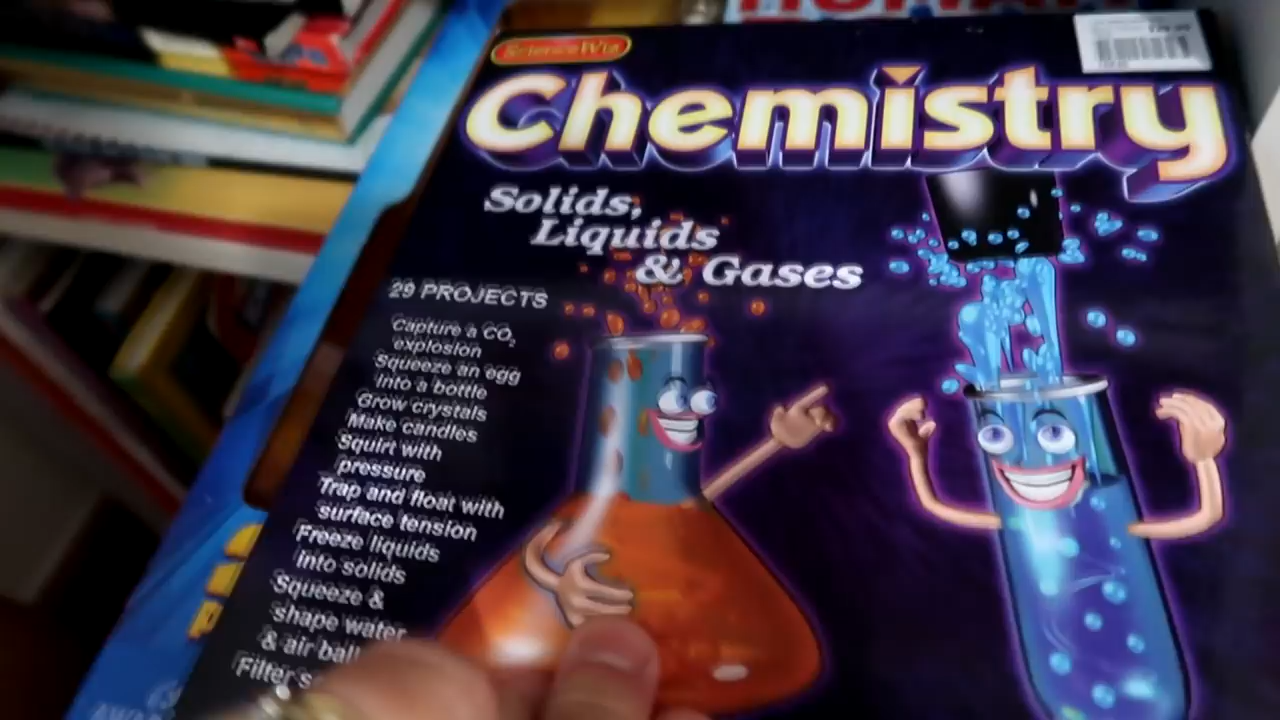 ScienceWiz
Chemistry
Solids,
Liquids
& Gases
29 PROJECTS
Capture a CO₂
explosion
Squeeze an egg
into a bottle
Grow crystals
Make candles
Squirt with
pressure
Trap and float with
surface tension
Freeze liquids
into solids
Squeeze &
shape water
& air